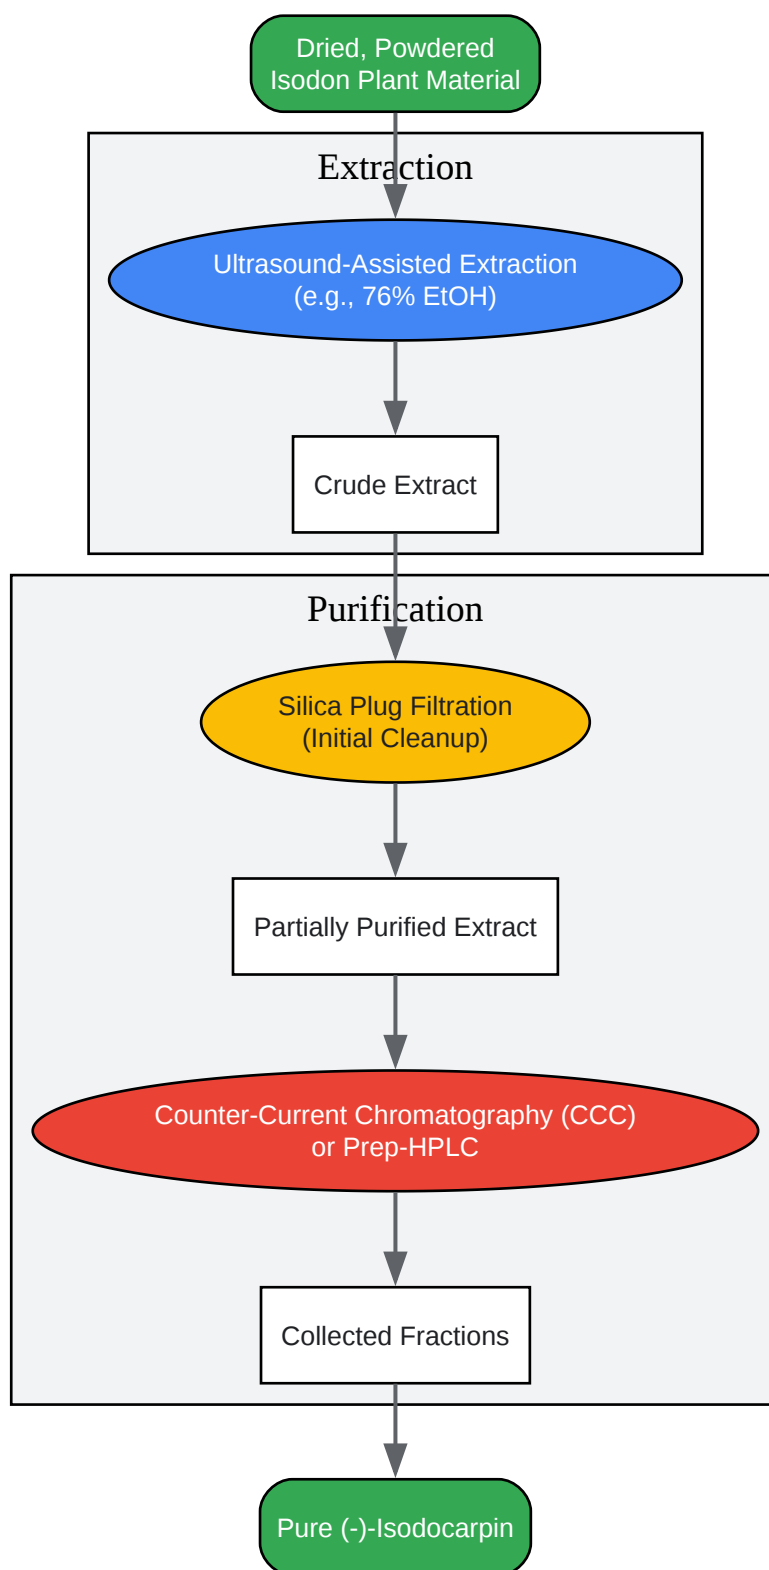 Dried, Powdered
Isodon Plant Material
Extraction
Ultrasound-Assisted Extraction
(e.g., 76% EtOH)
Crude Extract
Purification
Silica Plug Filtration
(Initial Cleanup)
Partially Purified Extract
Counter-Current Chromatography (CCC)
or Prep-HPLC
Collected Fractions
Pure (-)-Isodocarpin